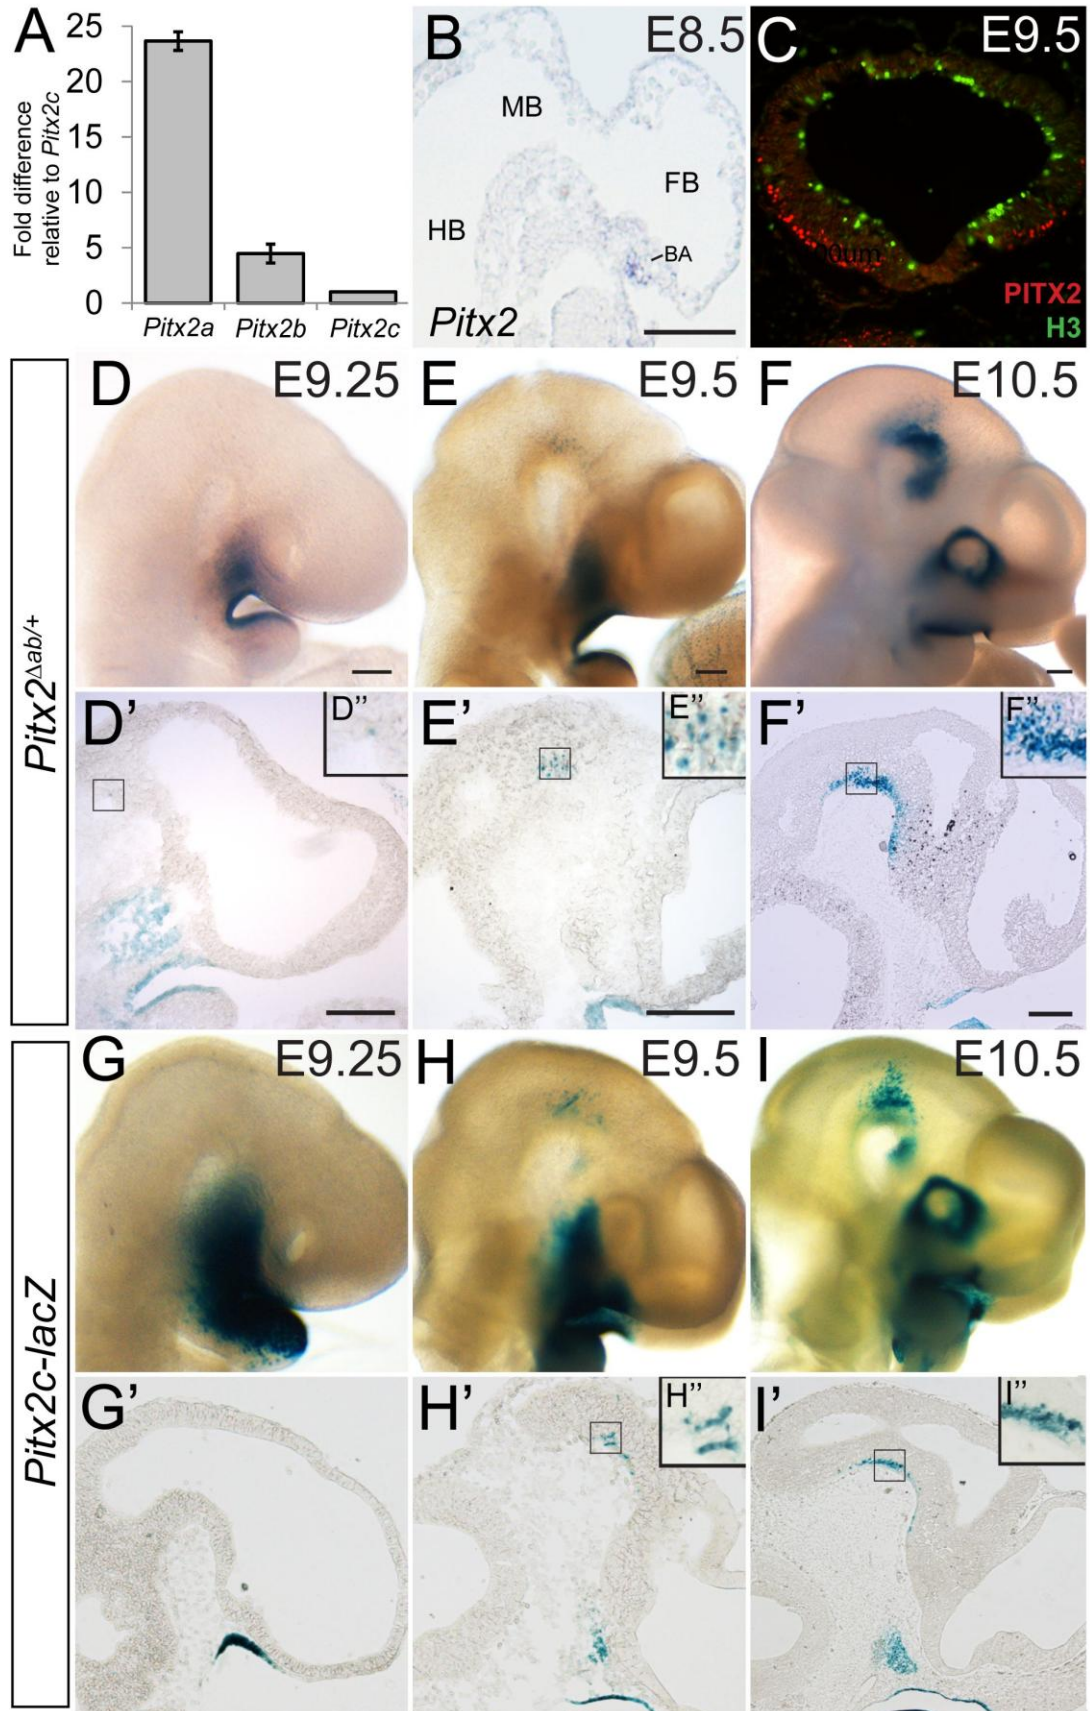 A
25
20
15
10
5
0
Fold difference
relative to Pitx2c
Pitx2a Pitx2b Pitx2c
B E8.5
MB
FB
HB
BA
Pitx2
C E9.5
PITX2
H3
Pitx2Δab/+
D E9.25
E E9.5
F E10.5
D’ D”
E’ E”
F’ F”
Pitx2c-lacZ
G E9.25
H E9.5
I E10.5
G’
H’ H”
I’ I”